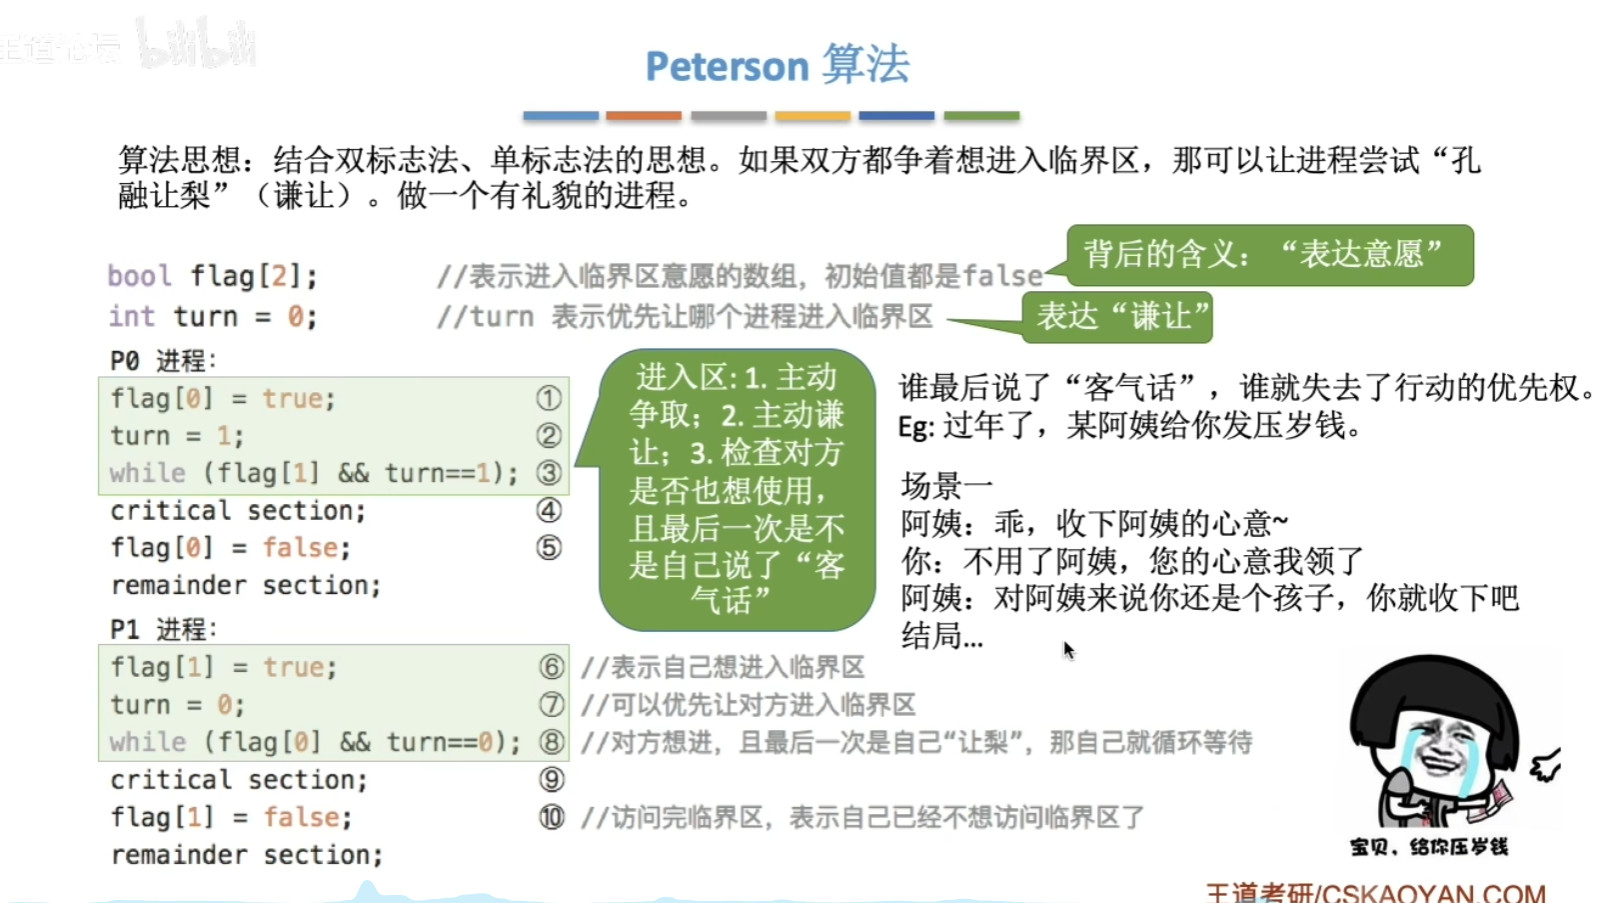 王道论坛 bilibili
Peterson 算法
算法思想：结合双标志法、单标志法的思想。如果双方都争着想进入临界区，那可以让进程尝试“孔
融让梨”（谦让）。做一个有礼貌的进程。
bool flag[2]; //表示进入临界区意愿的数组，初始值都是false
背后的含义：“表达意愿”
int turn = 0; //turn 表示优先让哪个进程进入临界区
表达“谦让”
P0 进程：
flag[0] = true; ①
turn = 1; ②
while (flag[1] && turn==1); ③
critical section; ④
flag[0] = false; ⑤
remainder section;
进入区: 1. 主动
争取；2. 主动谦
让；3. 检查对方
是否也想使用，
且最后一次是不
是自己说了“客
气话”
谁最后说了“客气话”，谁就失去了行动的优先权。
Eg: 过年了，某阿姨给你发压岁钱。
场景一
阿姨：乖，收下阿姨的心意~
你：不用了阿姨，您的心意我领了
阿姨：对阿姨来说你还是个孩子，你就收下吧
结局...
P1 进程：
flag[1] = true; ⑥ //表示自己想进入临界区
turn = 0; ⑦ //可以优先让对方进入临界区
while (flag[0] && turn==0); ⑧ //对方想进，且最后一次是自己“让梨”，那自己就循环等待
critical section; ⑨
flag[1] = false; ⑩ //访问完临界区，表示自己已经不想访问临界区了
remainder section;
宝贝，给你压岁钱
王道考研/CSKAOYAN.COM